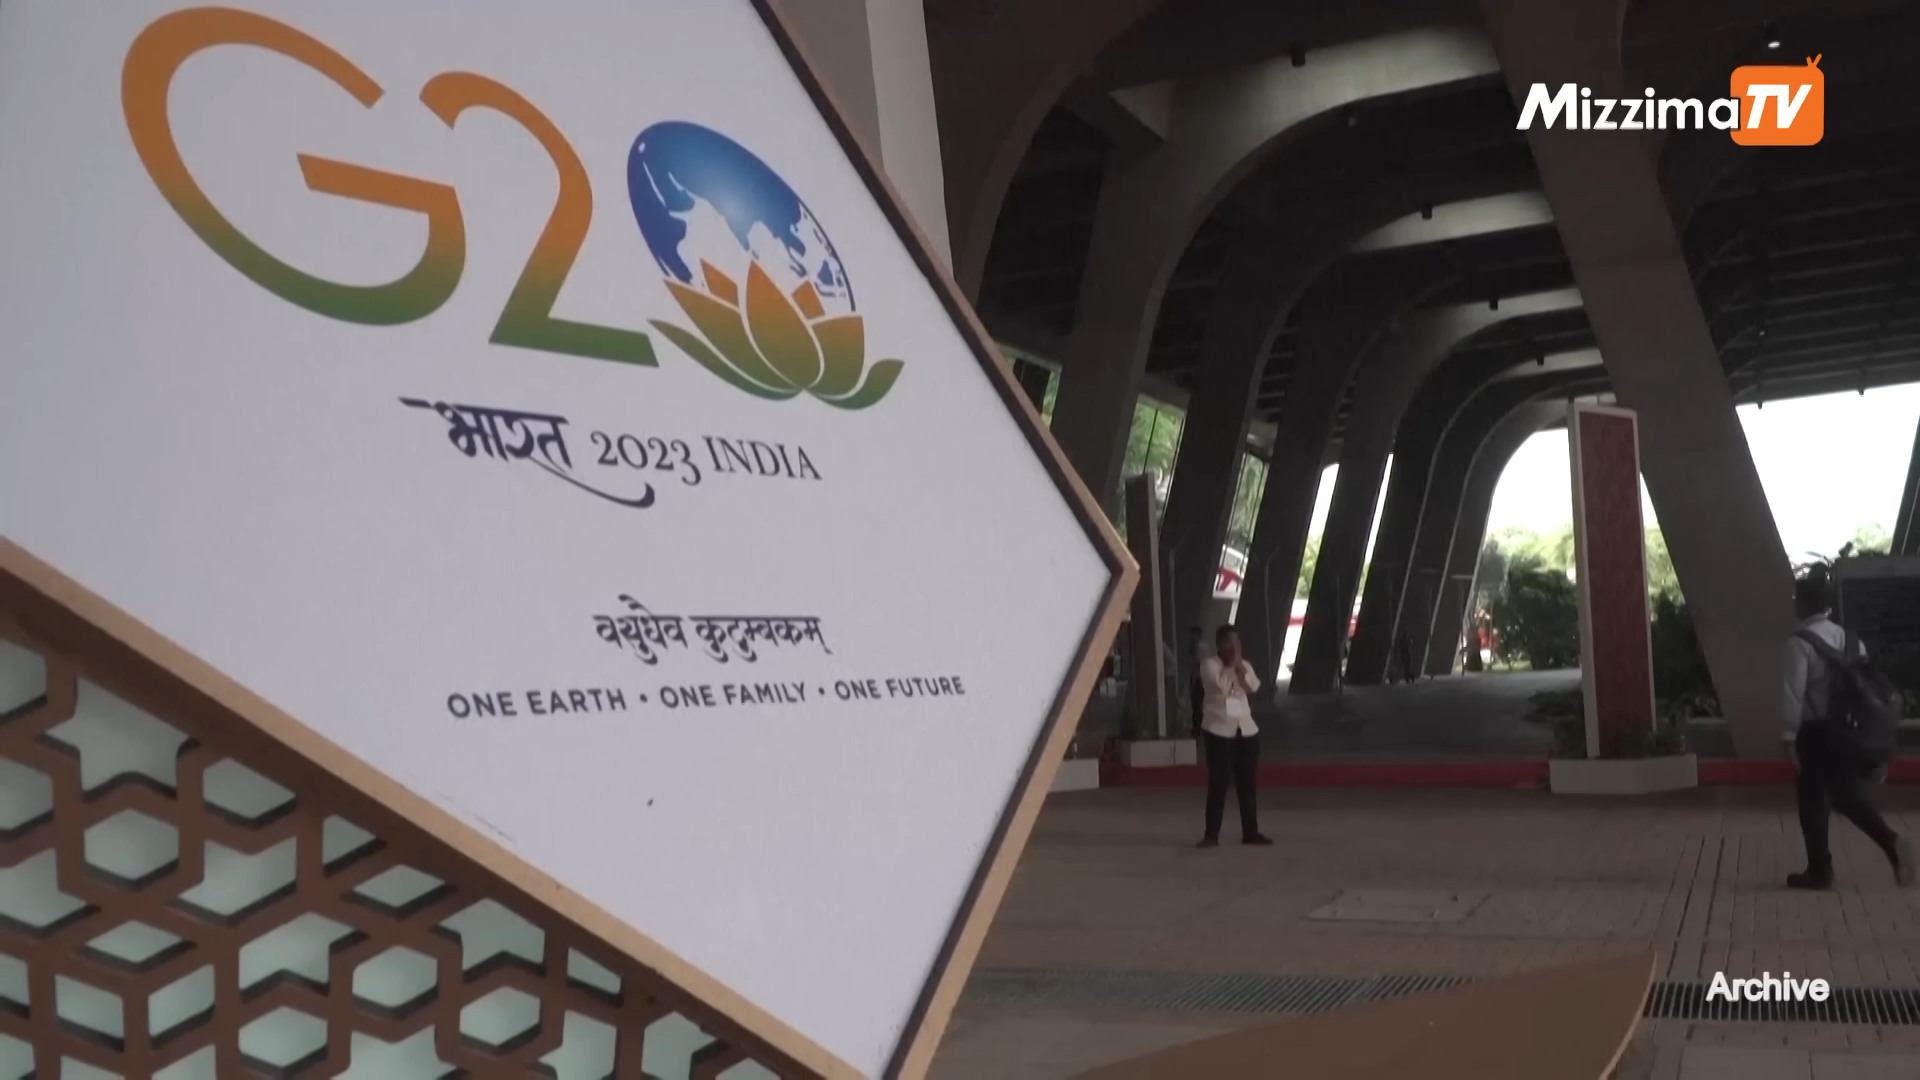 G20
भारत 2023 INDIA
वसुधैव कुटुम्बकम्
ONE EARTH • ONE FAMILY • ONE FUTURE
MizzimaTV
Archive